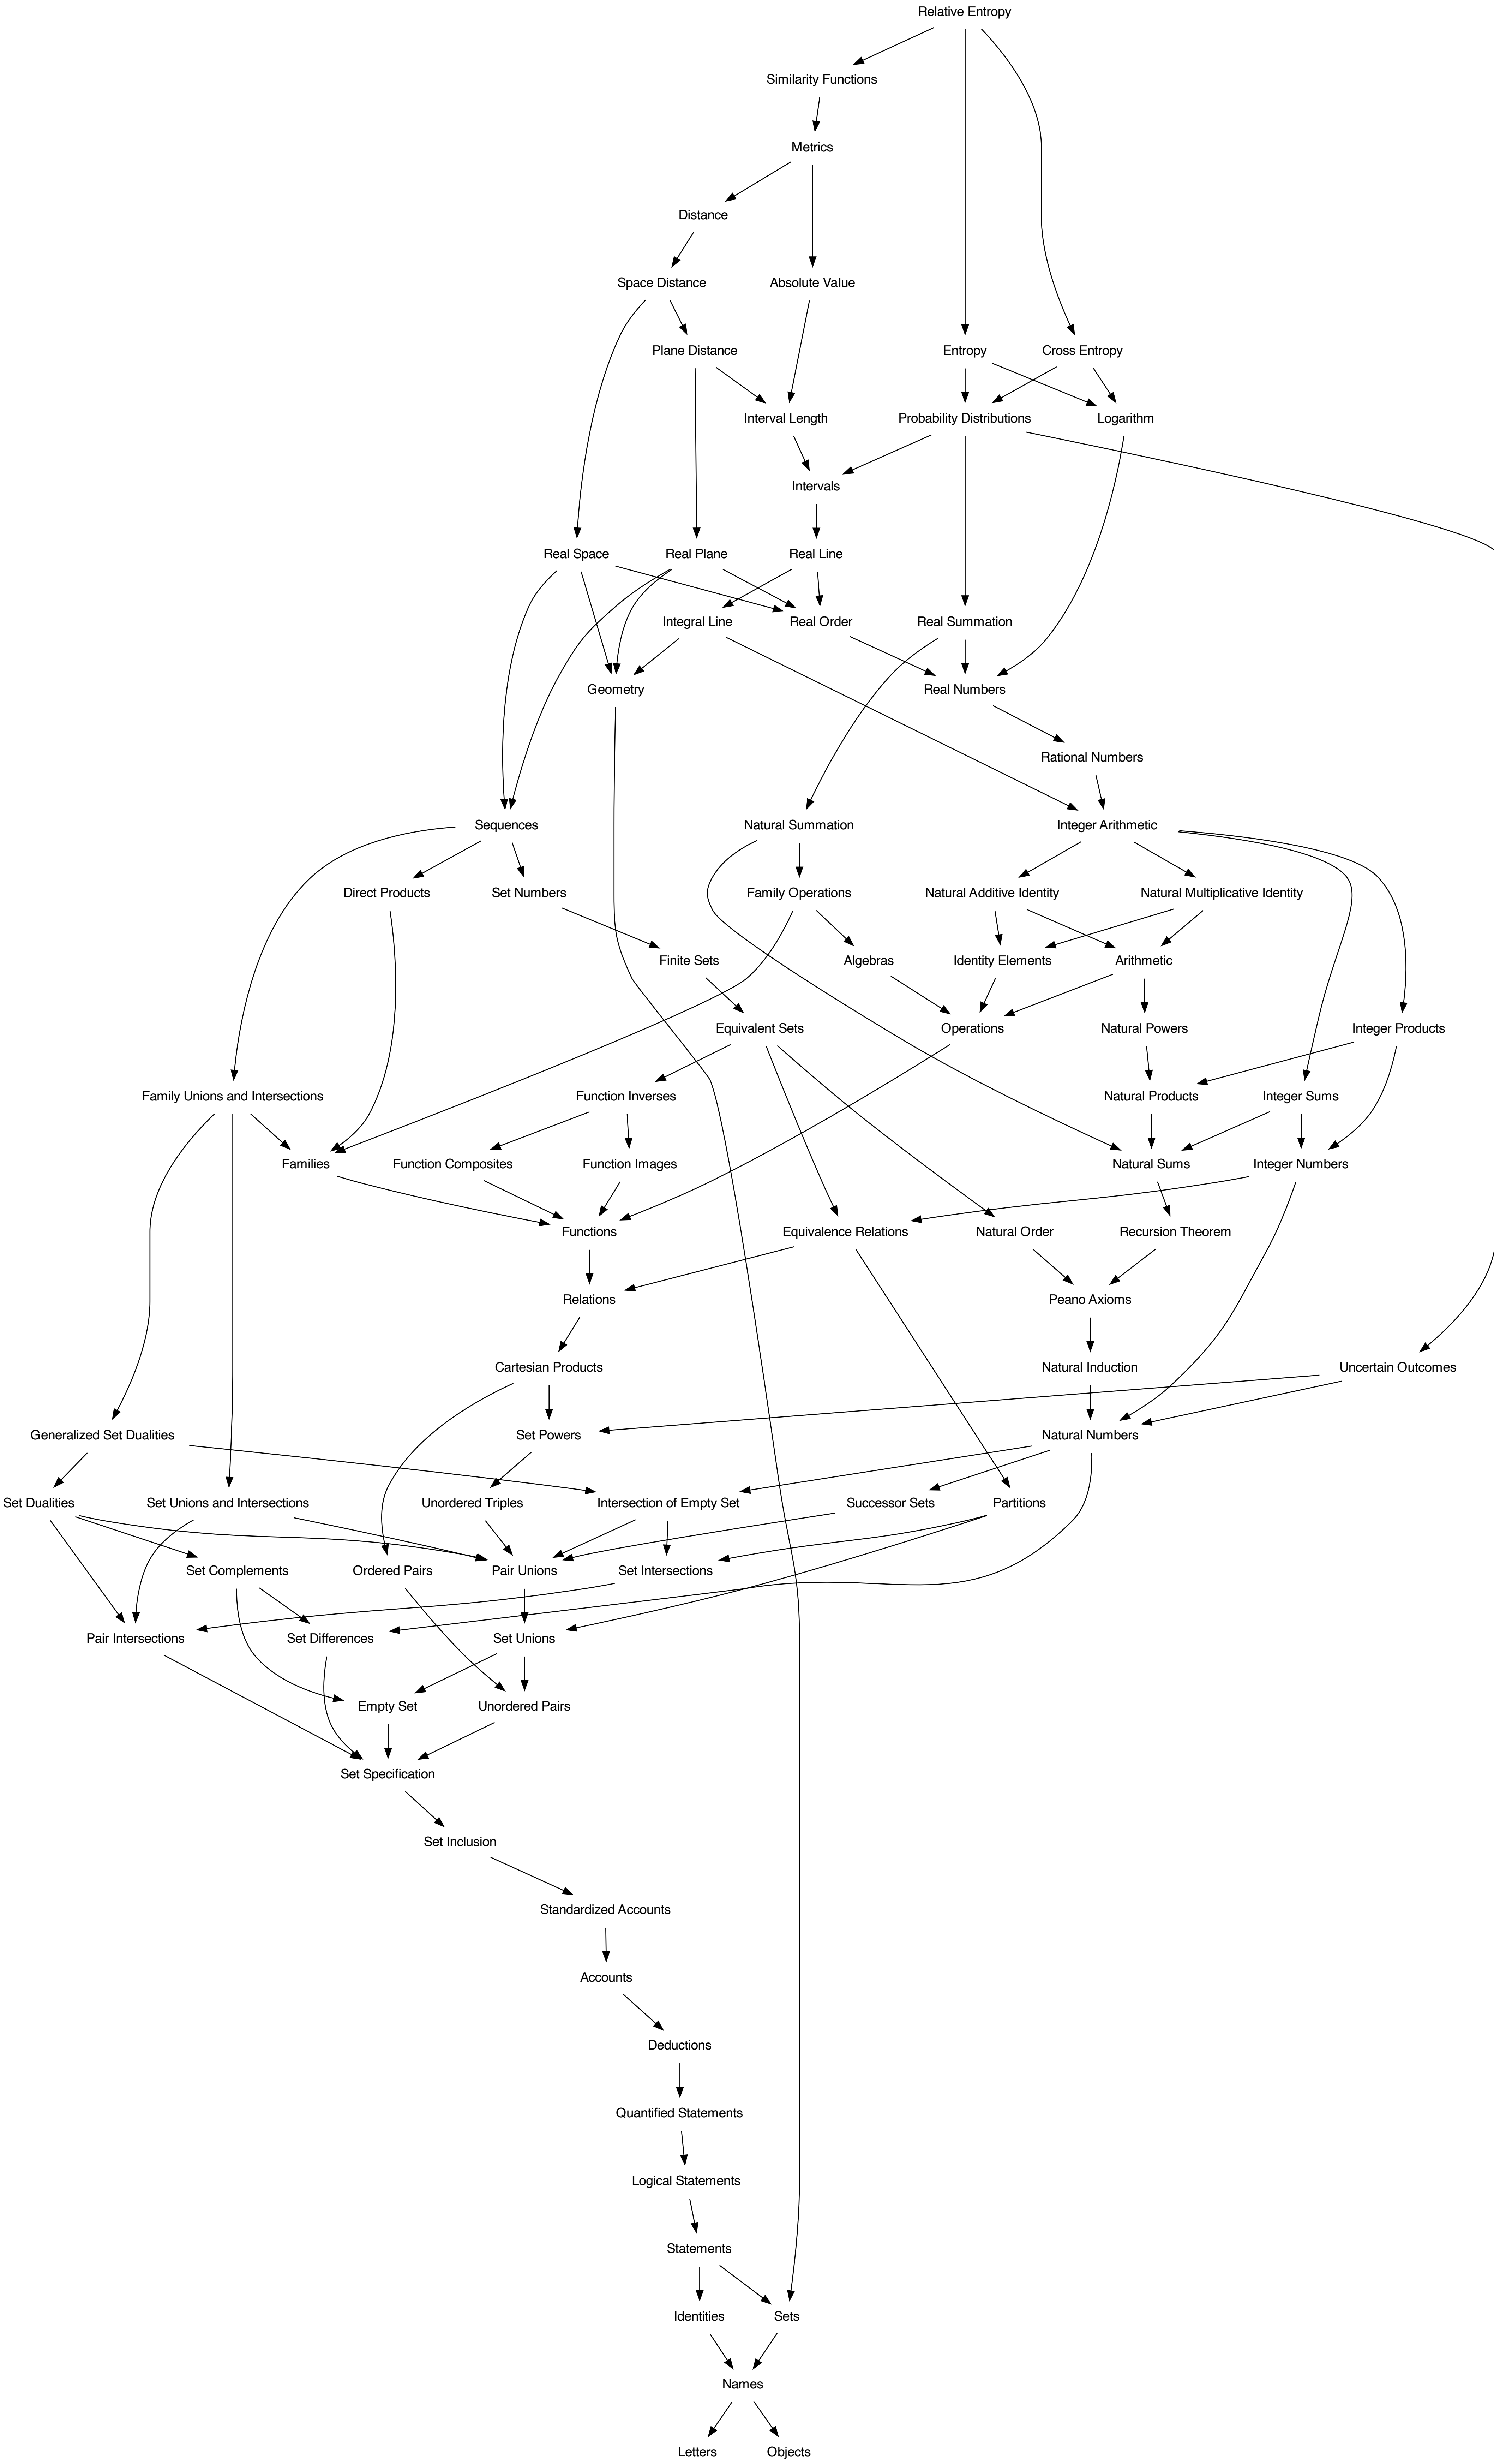 Relative Entropy
Similarity Functions
Metrics
Distance
Space Distance
Absolute Value
Plane Distance
Entropy
Cross Entropy
Interval Length
Probability Distributions
Logarithm
Intervals
Real Space
Real Plane
Real Line
Integral Line
Real Order
Real Summation
Geometry
Real Numbers
Rational Numbers
Sequences
Natural Summation
Integer Arithmetic
Direct Products
Set Numbers
Family Operations
Natural Additive Identity
Natural Multiplicative Identity
Finite Sets
Algebras
Identity Elements
Arithmetic
Equivalent Sets
Operations
Natural Powers
Integer Products
Family Unions and Intersections
Function Inverses
Natural Products
Integer Sums
Families
Function Composites
Function Images
Natural Sums
Integer Numbers
Functions
Equivalence Relations
Natural Order
Recursion Theorem
Relations
Peano Axioms
Cartesian Products
Natural Induction
Uncertain Outcomes
Generalized Set Dualities
Set Powers
Natural Numbers
Set Dualities
Set Unions and Intersections
Unordered Triples
Intersection of Empty Set
Successor Sets
Partitions
Set Complements
Ordered Pairs
Pair Unions
Set Intersections
Pair Intersections
Set Differences
Set Unions
Empty Set
Unordered Pairs
Set Specification
Set Inclusion
Standardized Accounts
Accounts
Deductions
Quantified Statements
Logical Statements
Statements
Identities
Sets
Names
Letters
Objects